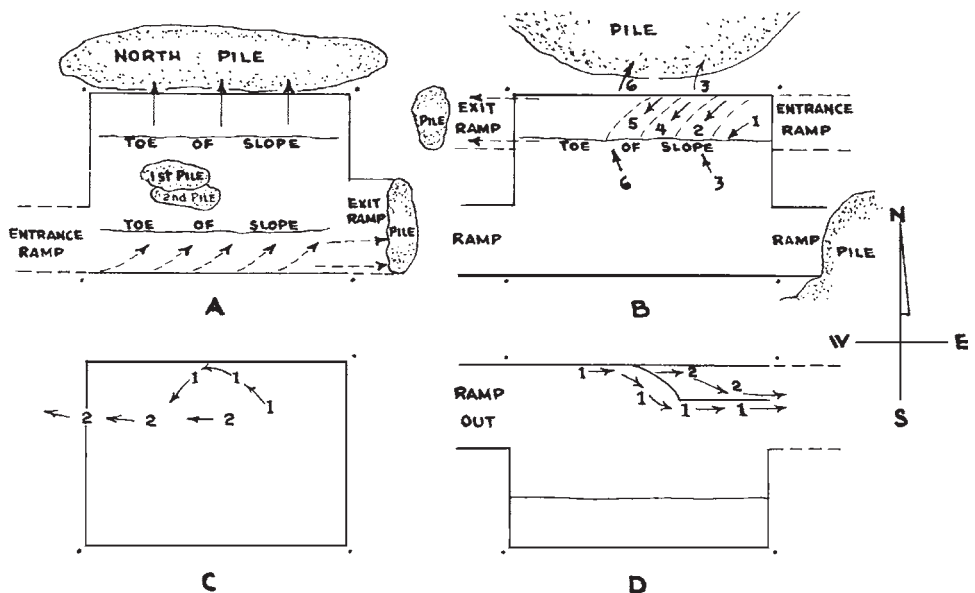 NORTH PILE
TOE OF SLOPE
1st PILE
2nd PILE
TOE OF SLOPE
ENTRANCE
RAMP
EXIT
RAMP
PILE
A
PILE
6 3
PILE
EXIT
RAMP
5 4 2 1
ENTRANCE
RAMP
TOE OF SLOPE
6 3
RAMP
RAMP
PILE
B
N
W E
S
1 1
1
2 2 2 2
C
1 2
1 2
1 1
RAMP
OUT
D